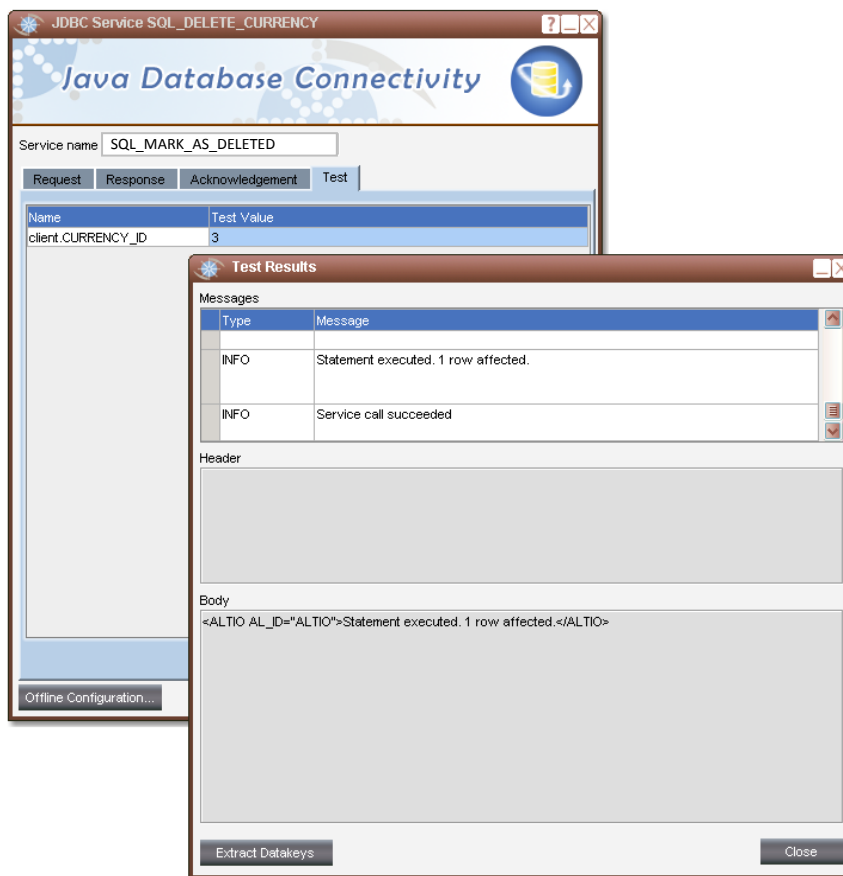 JDBC Service SQL_DELETE_CURRENCY
?
Java Database Connectivity
Service name SQL_MARK_AS_DELETED
Request Response Acknowledgement Test
Name Test Value
client.CURRENCY_ID 3
Test Results
Messages
Type Message
INFO Statement executed. 1 row affected.
INFO Service call succeeded
Header
Body
<ALTIO AL_ID="ALTIO">Statement executed. 1 row affected.</ALTIO>
Offline Configuration...
Extract Datakeys Close